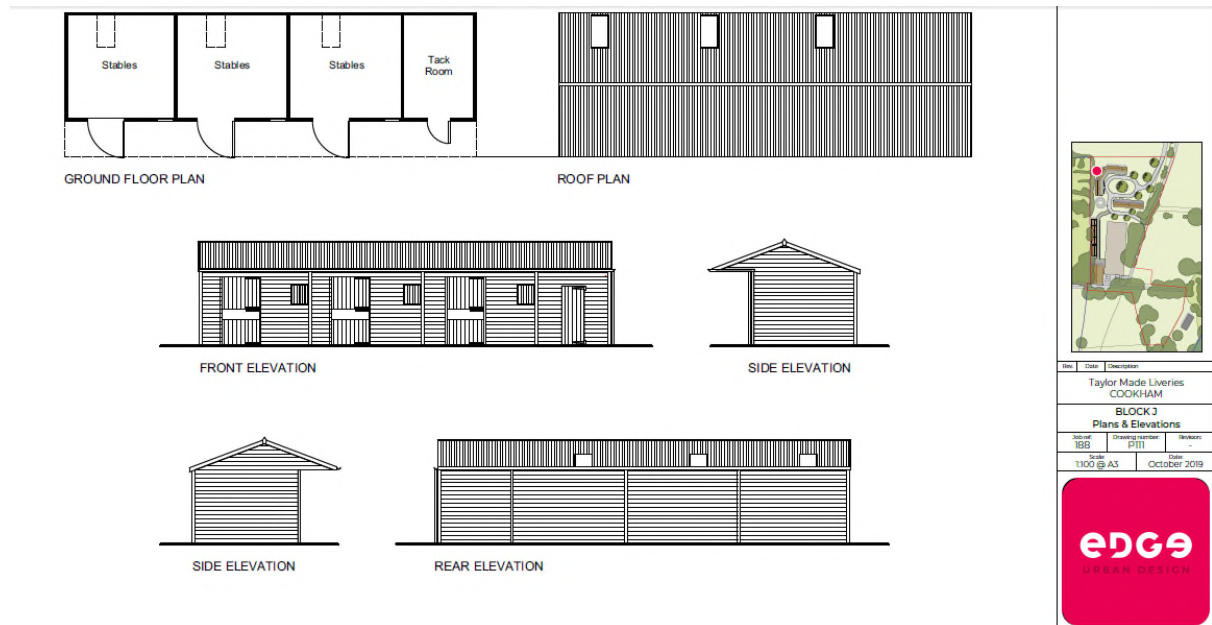 Stables
Stables
Stables
Tack
Room
GROUND FLOOR PLAN
ROOF PLAN
FRONT ELEVATION
SIDE ELEVATION
SIDE ELEVATION
REAR ELEVATION
Rev. Date Description
Taylor Made Liveries
COOKHAM
BLOCK J
Plans & Elevations
Job ref: Drawing number: Revision:
188 P111 -
Scale: Date:
1:100 @ A3 October 2019
eDGe
URBAN DESIGN